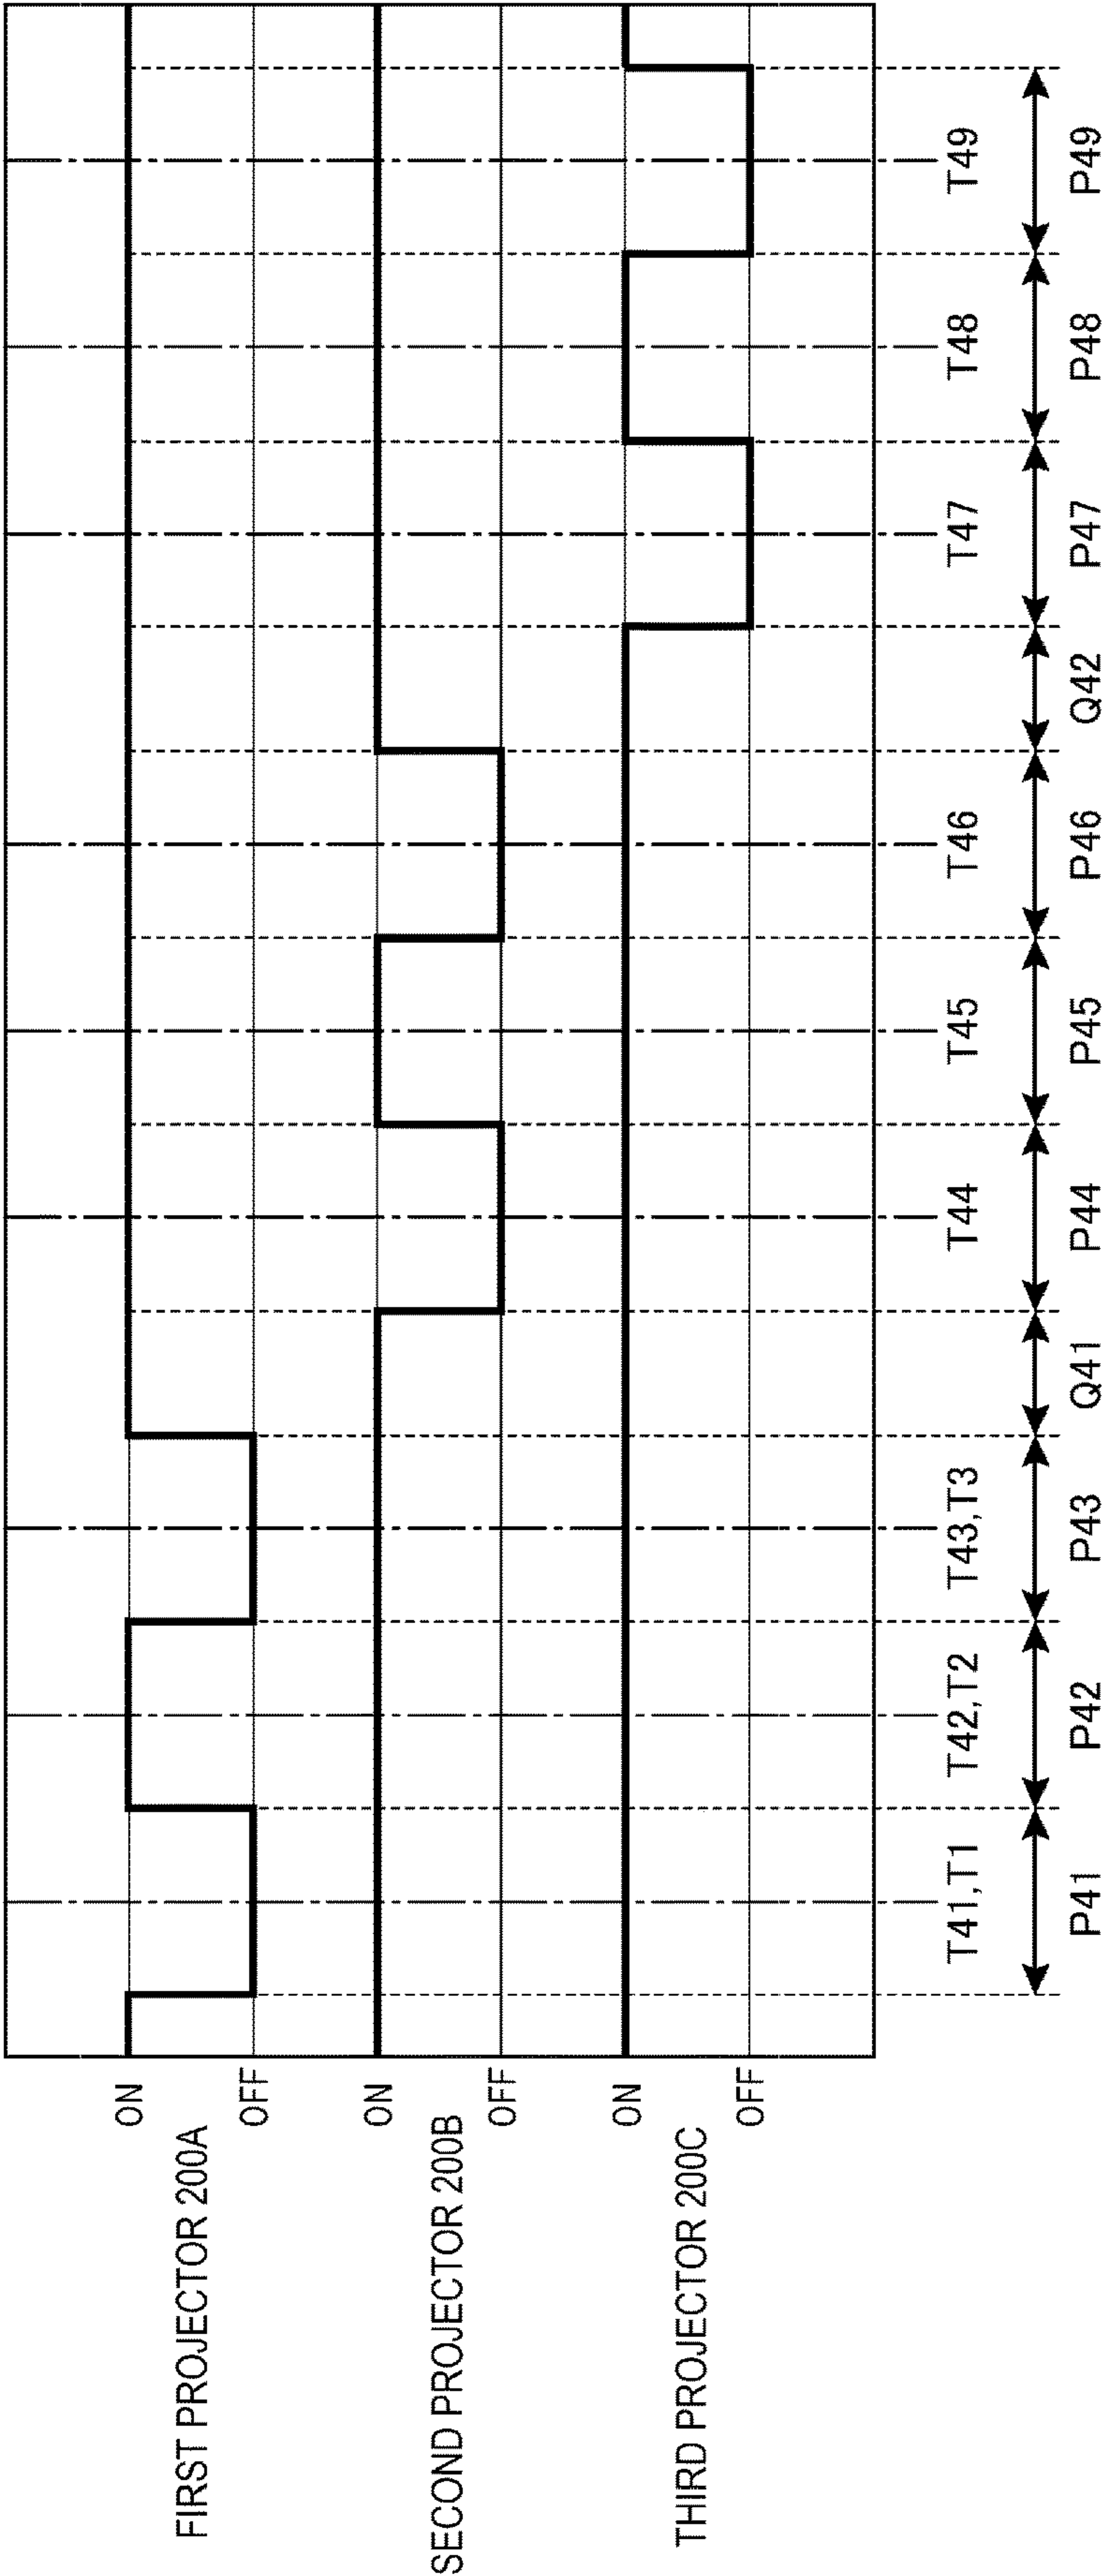 FIRST PROJECTOR 200A
ON
OFF
SECOND PROJECTOR 200B
ON
OFF
THIRD PROJECTOR 200C
ON
OFF
T41,T1 T42,T2 T43,T3 T44 T45 T46 T47 T48 T49
P41 P42 P43 Q41 P44 P45 P46 Q42 P47 P48 P49